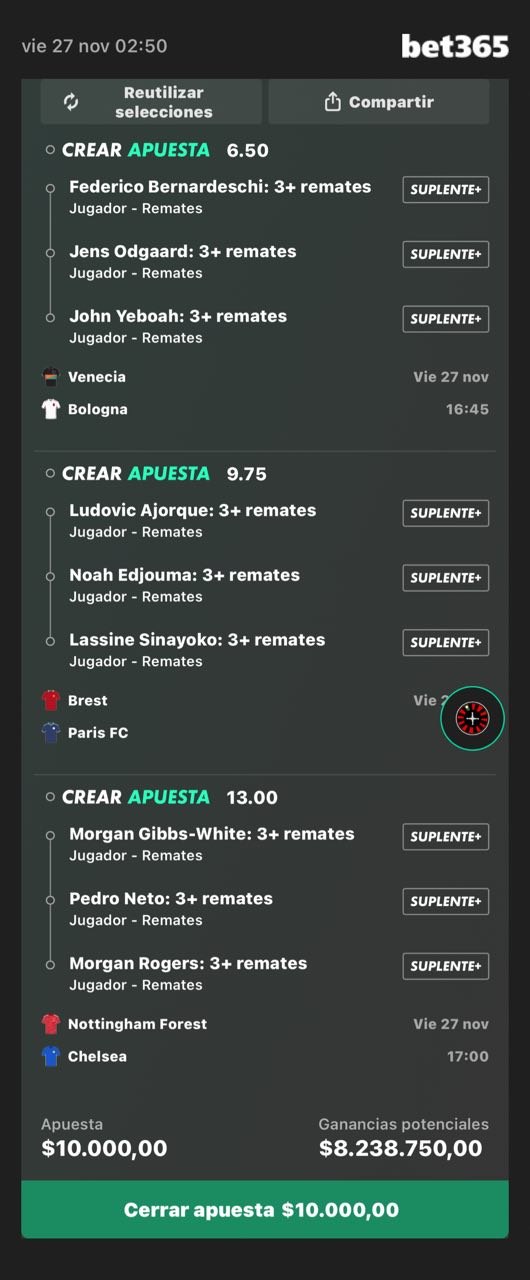 vie 27 nov 02:50
bet365
Reutilizar
selecciones
Compartir
CREAR APUESTA 6.50
Federico Bernardeschi: 3+ remates SUPLENTE+
Jugador - Remates
Jens Odgaard: 3+ remates SUPLENTE+
Jugador - Remates
John Yeboah: 3+ remates SUPLENTE+
Jugador - Remates
Venecia Vie 27 nov
Bologna 16:45
CREAR APUESTA 9.75
Ludovic Ajorque: 3+ remates SUPLENTE+
Jugador - Remates
Noah Edjouma: 3+ remates SUPLENTE+
Jugador - Remates
Lassine Sinayoko: 3+ remates SUPLENTE+
Jugador - Remates
Brest Vie
Paris FC
CREAR APUESTA 13.00
Morgan Gibbs-White: 3+ remates SUPLENTE+
Jugador - Remates
Pedro Neto: 3+ remates SUPLENTE+
Jugador - Remates
Morgan Rogers: 3+ remates SUPLENTE+
Jugador - Remates
Nottingham Forest Vie 27 nov
Chelsea 17:00
Apuesta Ganancias potenciales
$10.000,00 $8.238.750,00
Cerrar apuesta $10.000,00